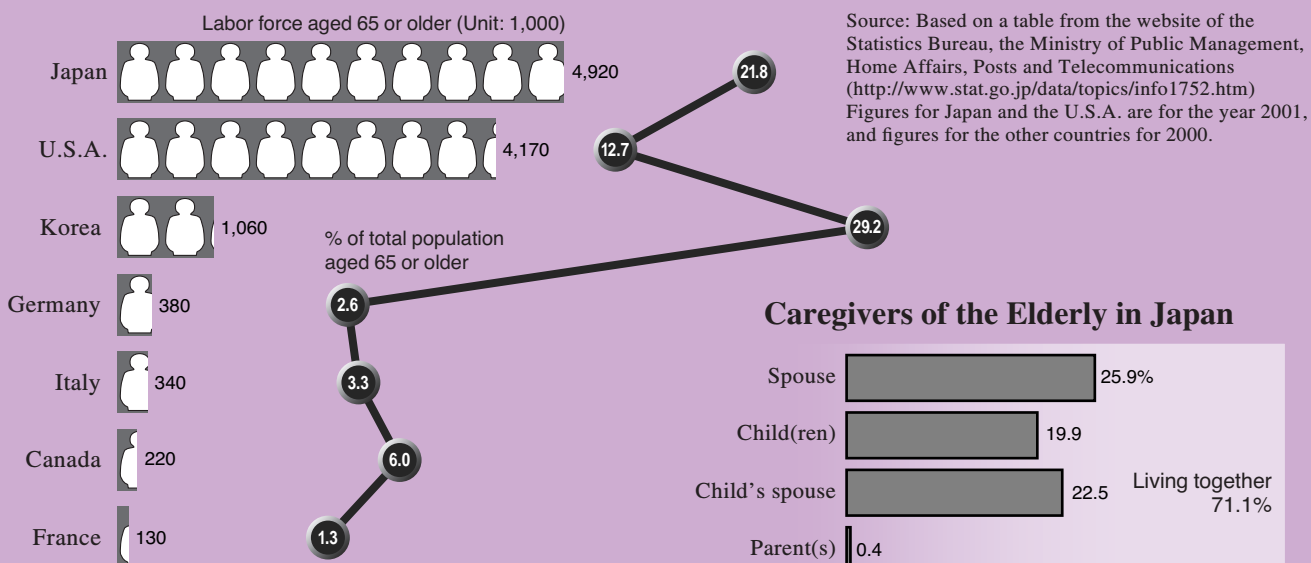 Labor force aged 65 or older (Unit: 1,000)
Japan
4,920
21.8
U.S.A.
4,170
12.7
Korea
1,060
29.2
% of total population
aged 65 or older
Germany
380
2.6
Italy
340
3.3
Canada
220
6.0
France
130
1.3
Source: Based on a table from the website of the
Statistics Bureau, the Ministry of Public Management,
Home Affairs, Posts and Telecommunications
(http://www.stat.go.jp/data/topics/info1752.htm)
Figures for Japan and the U.S.A. are for the year 2001,
and figures for the other countries for 2000.
Caregivers of the Elderly in Japan
Spouse
25.9%
Child(ren)
19.9
Child's spouse
22.5
Living together
71.1%
Parent(s)
0.4